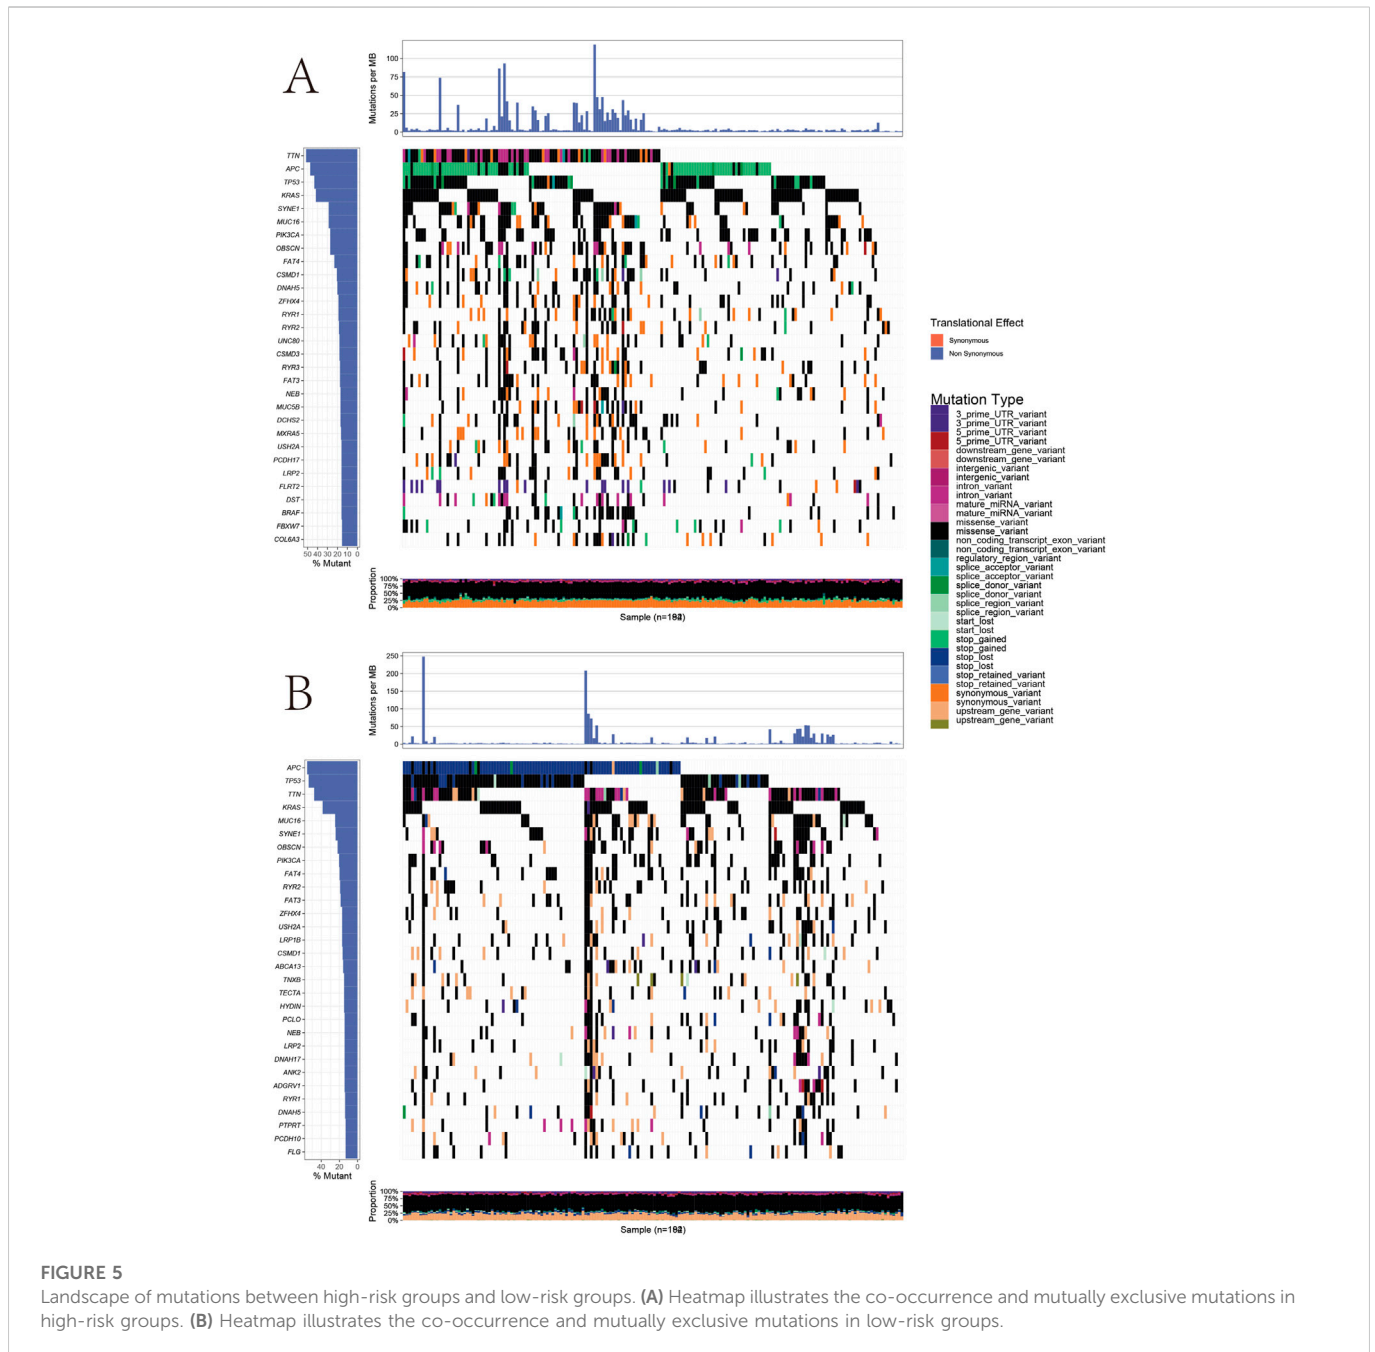 A
Mutations per MB
100
75
50
25
0
TTN
APC
TP53
KRAS
SYNE1
MUC16
PIK3CA
OBSCN
FAT4
CSMD1
DNAH5
ZFHX4
RYR1
RYR2
UNC80
CSMD3
RYR3
FAT3
NEB
MUC5B
DCHS2
MXRA5
USH2A
PCDH17
LRP2
FLRT2
DST
BRAF
FBXW7
COL6A3
50 40 30 20 10 0
% Mutant
Proportion
100%
75%
50%
25%
0%
Translational Effect
Synonymous
Non Synonymous
Mutation Type
3_prime_UTR_variant
3_prime_UTR_variant
5_prime_UTR_variant
5_prime_UTR_variant
downstream_gene_variant
downstream_gene_variant
intergenic_variant
intergenic_variant
intron_variant
intron_variant
mature_miRNA_variant
mature_miRNA_variant
missense_variant
missense_variant
non_coding_transcript_exon_variant
non_coding_transcript_exon_variant
regulatory_region_variant
splice_acceptor_variant
splice_acceptor_variant
splice_donor_variant
splice_donor_variant
splice_region_variant
splice_region_variant
start_lost
start_lost
stop_gained
stop_gained
stop_lost
stop_lost
stop_retained_variant
stop_retained_variant
synonymous_variant
synonymous_variant
upstream_gene_variant
upstream_gene_variant
B
Mutations per MB
250
200
150
100
50
0
APC
TP53
TTN
KRAS
MUC16
SYNE1
OBSCN
PIK3CA
FAT4
RYR2
FAT3
ZFHX4
USH2A
LRP1B
CSMD1
ABCA13
TNXB
TECTA
HYDIN
PCLO
NEB
LRP2
DNAH17
ANK2
ADGRV1
RYR1
DNAH5
PTPRT
PCDH10
FLG
40 20 0
% Mutant
Proportion
100%
75%
50%
25%
0%
FIGURE 5
Landscape of mutations between high-risk groups and low-risk groups. (A) Heatmap illustrates the co-occurrence and mutually exclusive mutations in
high-risk groups. (B) Heatmap illustrates the co-occurrence and mutually exclusive mutations in low-risk groups.